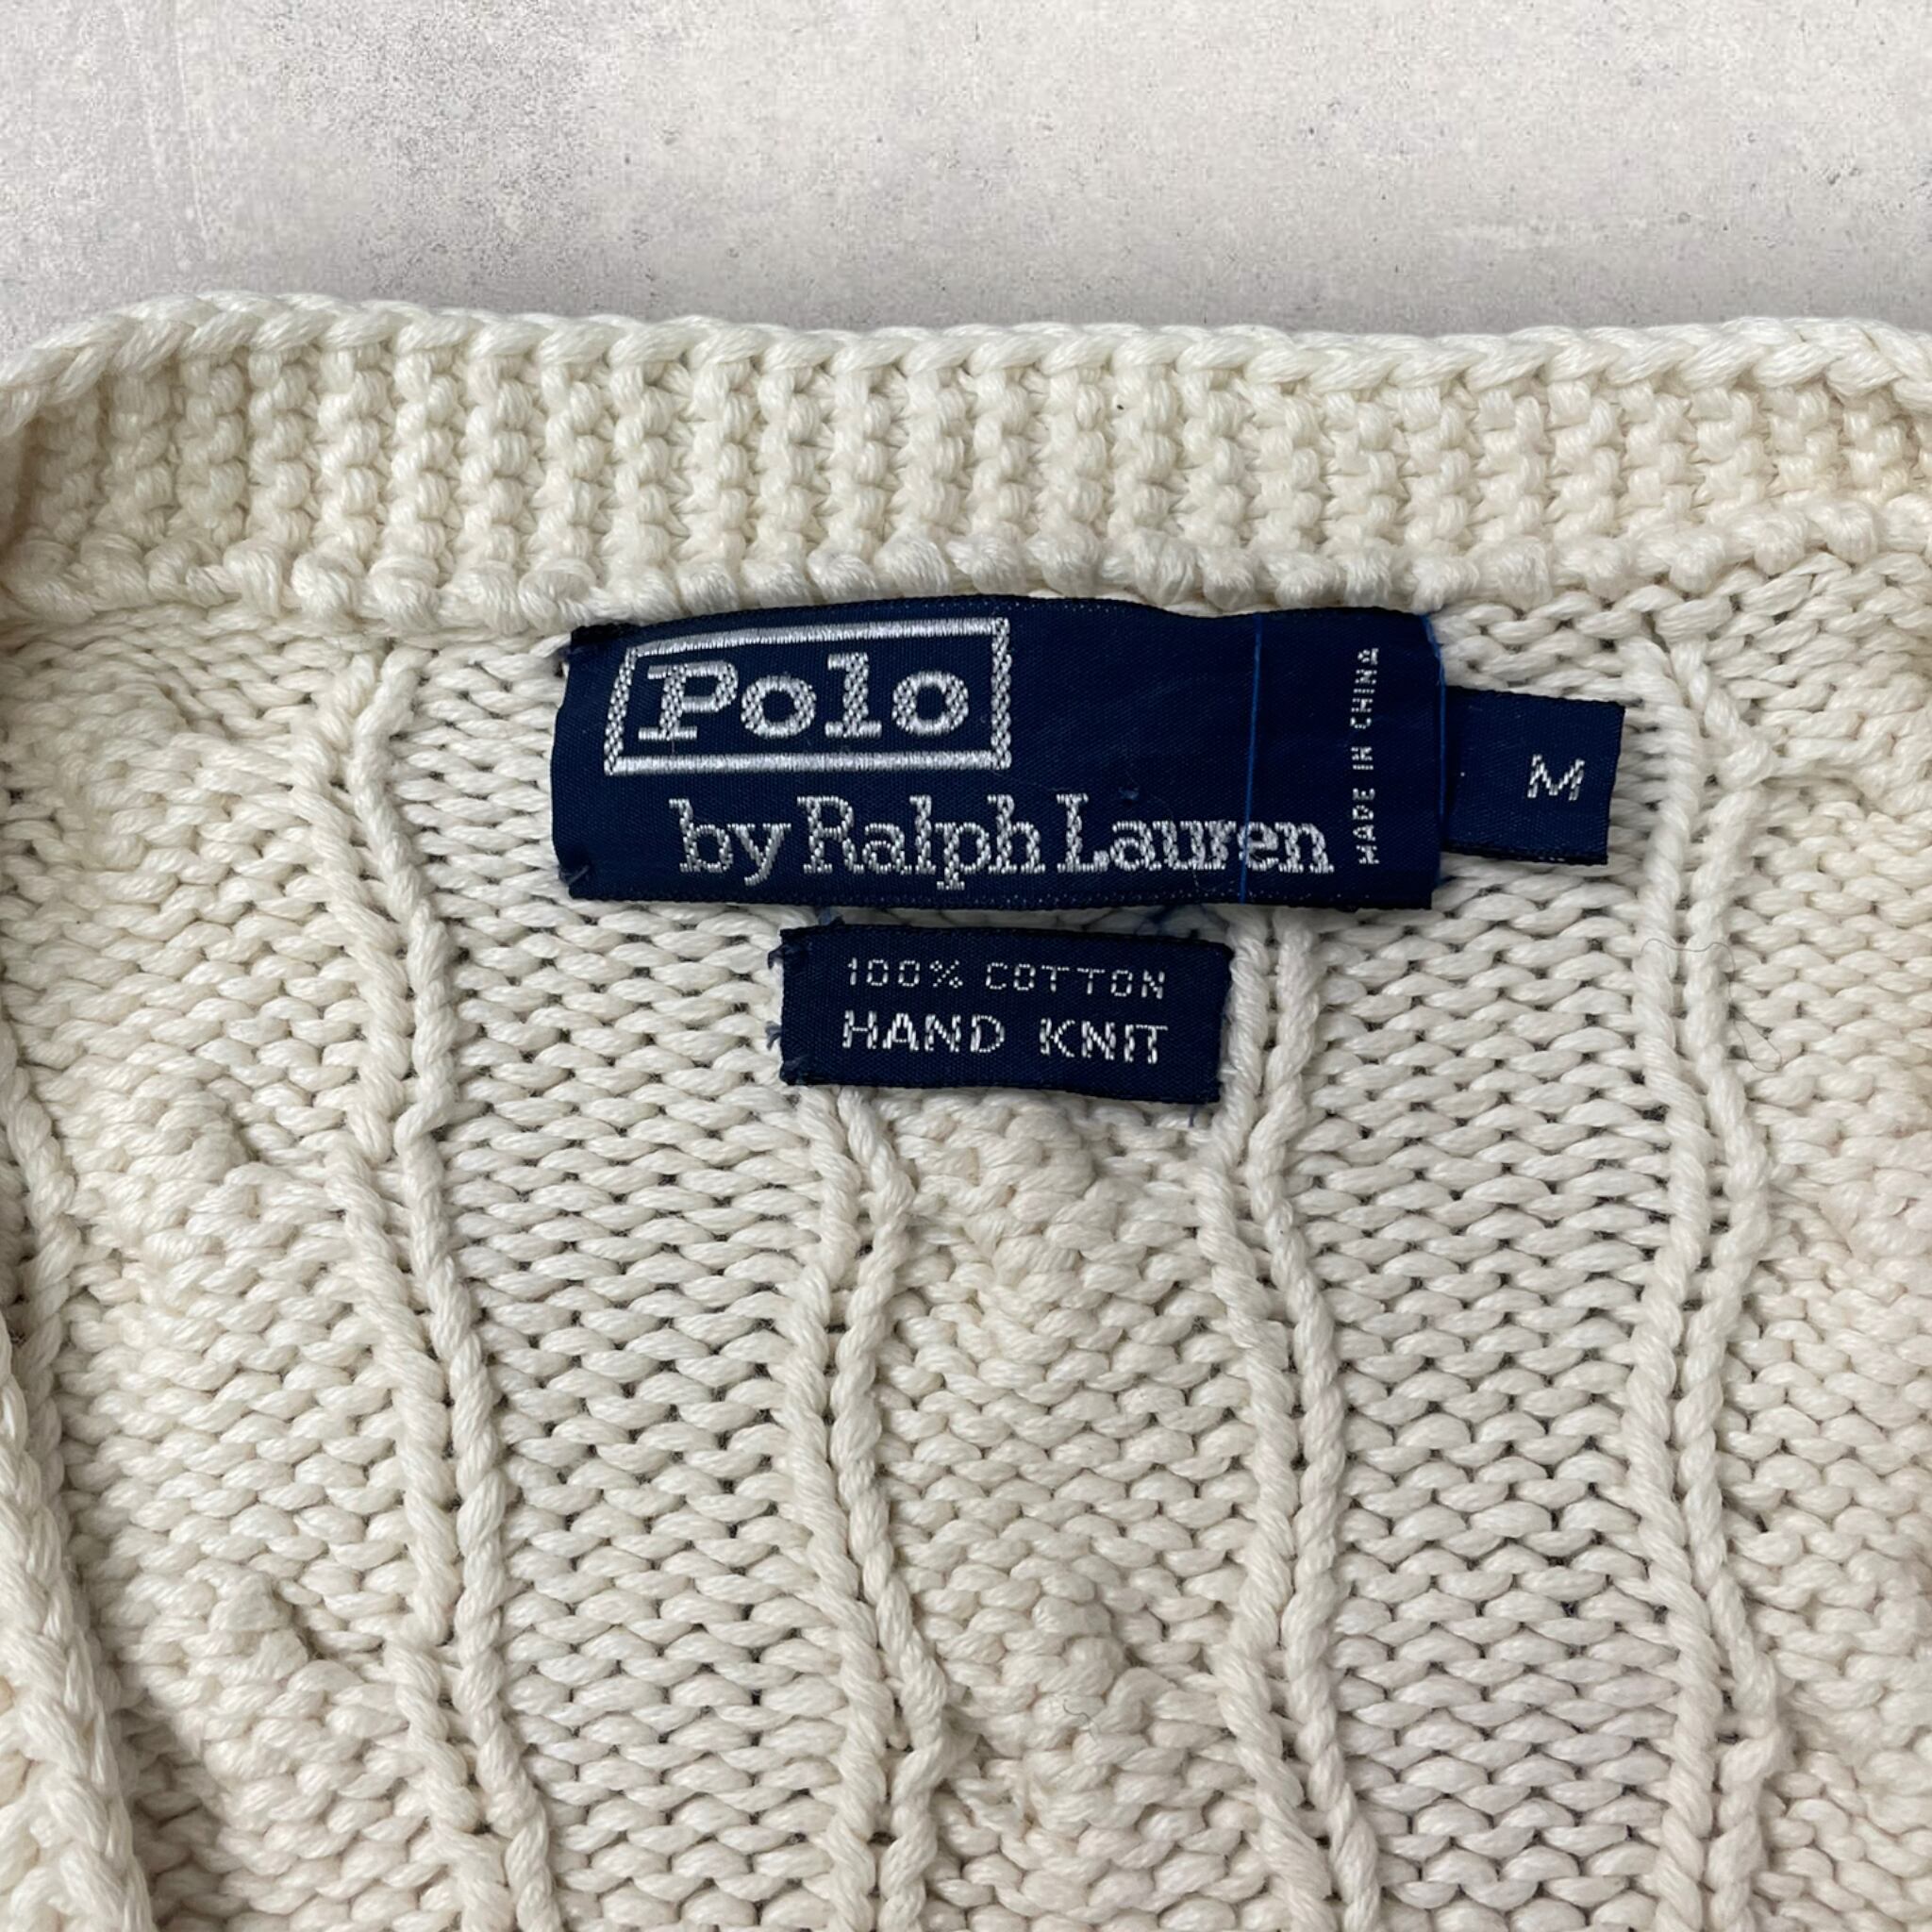 Polo
by Ralph Lauren
MADE IN CHINA
M
100% COTTON
HAND KNIT